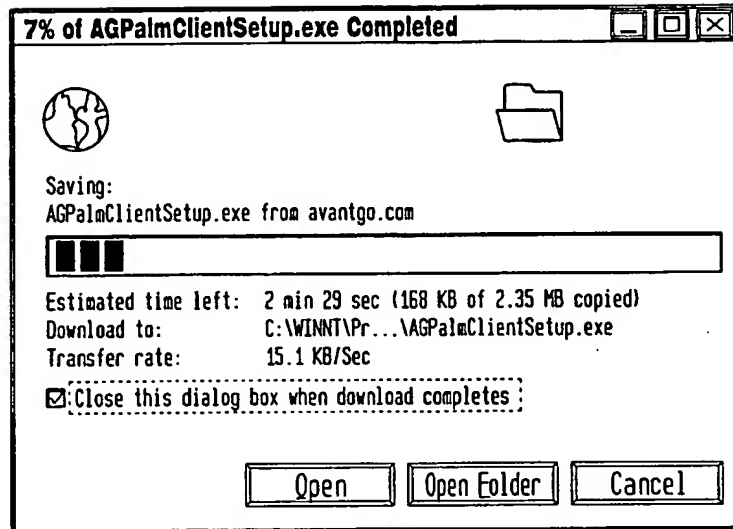 7% of AGPalmClientSetup.exe Completed
Saving:
AGPalmClientSetup.exe from avantgo.com
Estimated time left: 2 min 29 sec (168 KB of 2.35 MB copied)
Download to: C:\WINNT\Pr...\AGPalmClientSetup.exe
Transfer rate: 15.1 KB/Sec
Close this dialog box when download completes
Open Open Folder Cancel